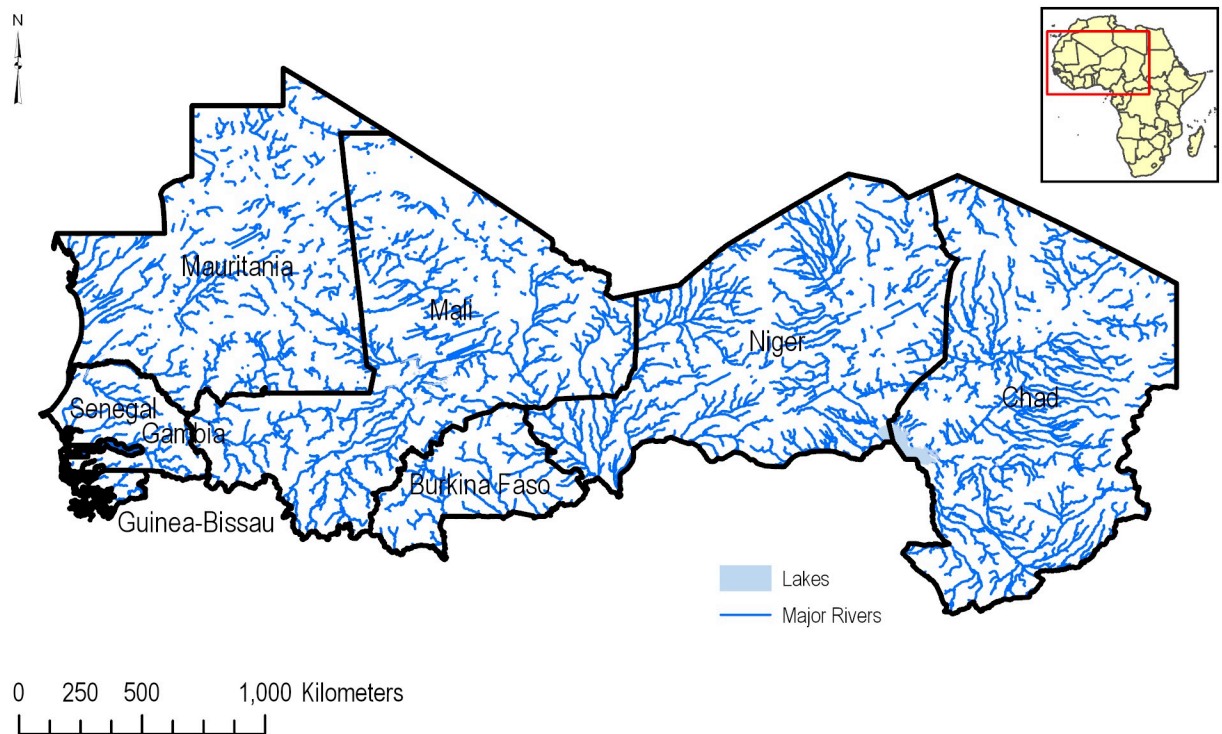 N
Mauritania
Mali
Niger
Chad
Senegal
Gambia
Burkina Faso
Guinea-Bissau
Lakes
Major Rivers
0 250 500 1,000 Kilometers